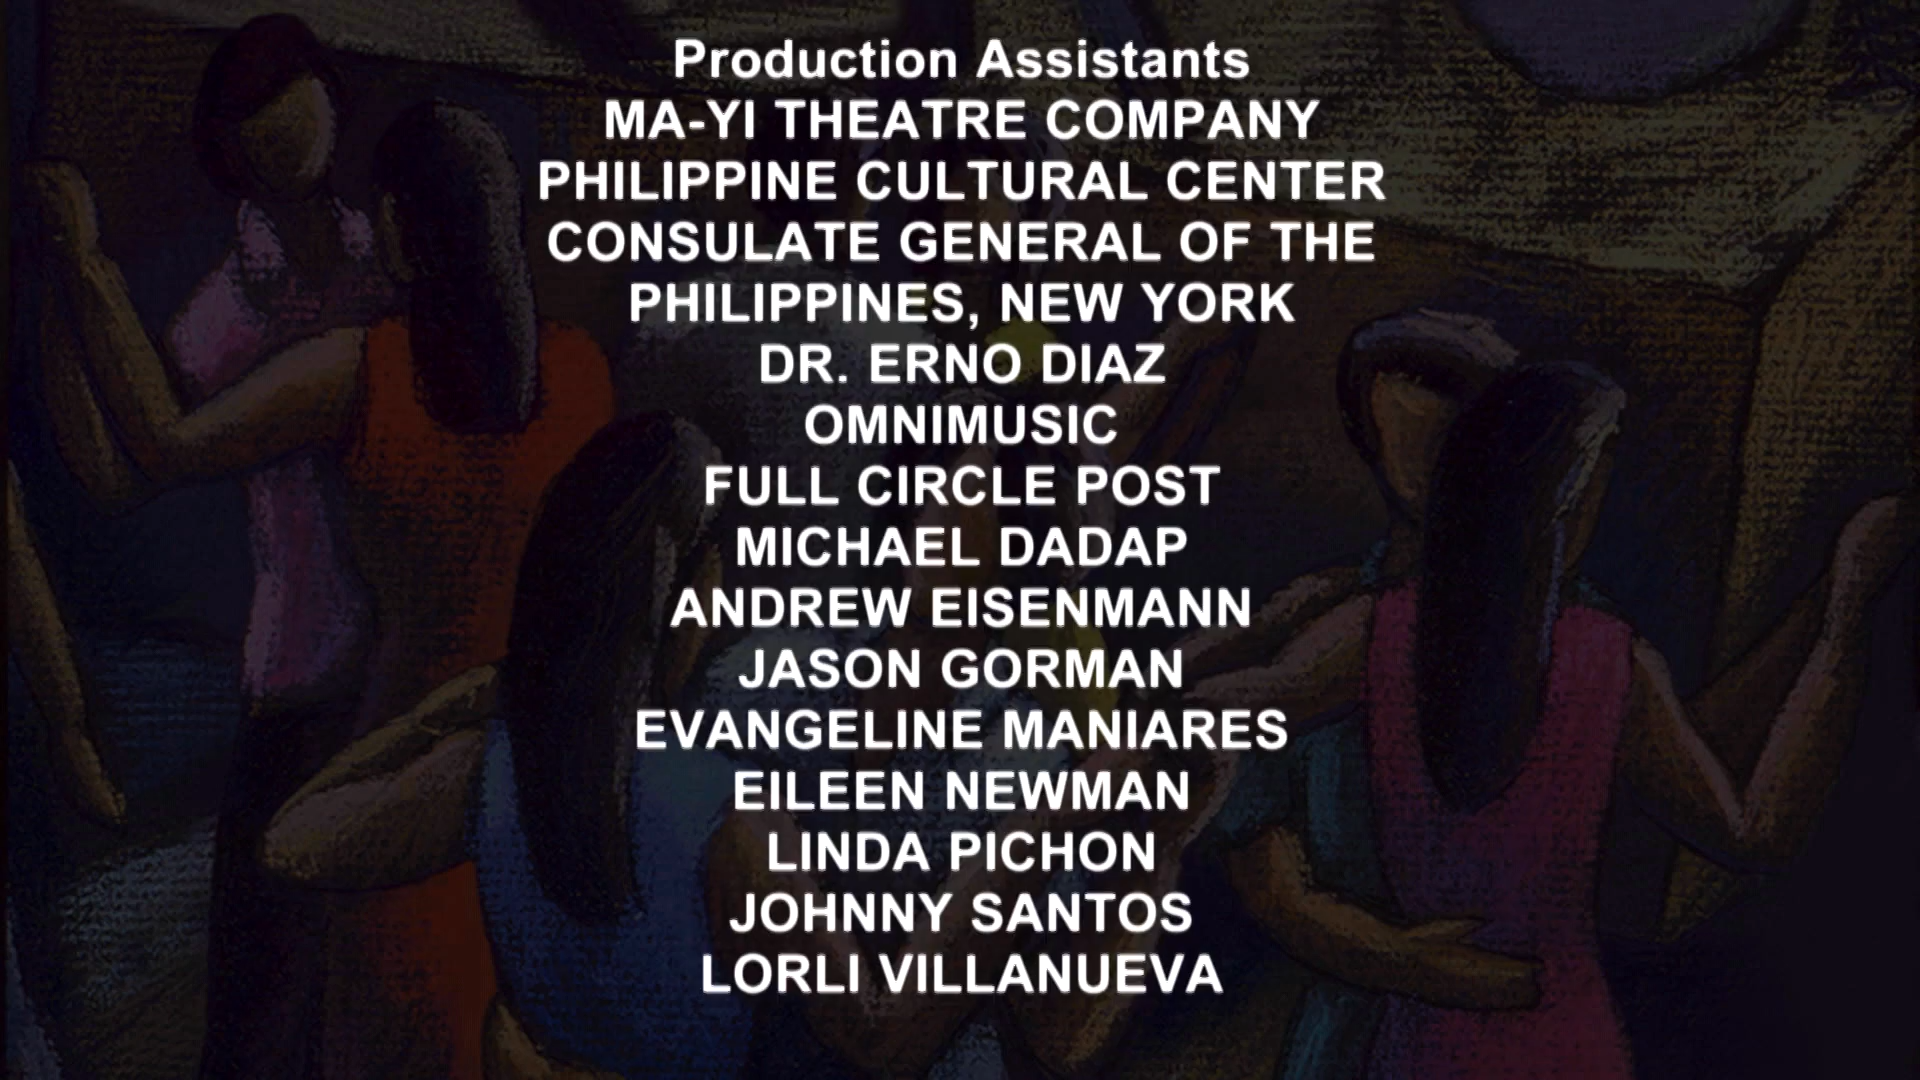 Production Assistants
MA-YI THEATRE COMPANY
PHILIPPINE CULTURAL CENTER
CONSULATE GENERAL OF THE
PHILIPPINES, NEW YORK
DR. ERNO DIAZ
OMNIMUSIC
FULL CIRCLE POST
MICHAEL DADAP
ANDREW EISENMANN
JASON GORMAN
EVANGELINE MANIARES
EILEEN NEWMAN
LINDA PICHON
JOHNNY SANTOS
LORLI VILLANUEVA